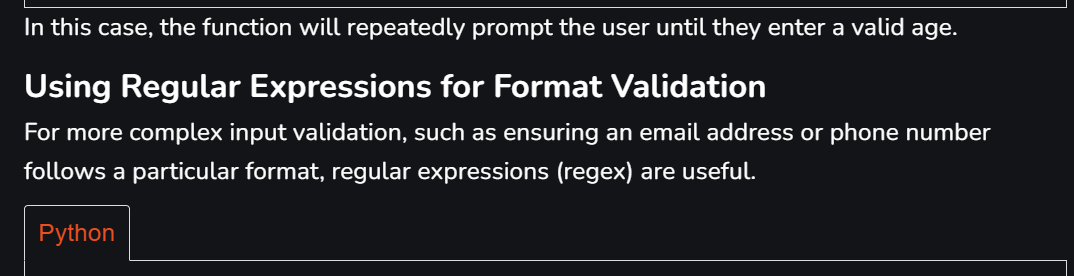 In this case, the function will repeatedly prompt the user until they enter a valid age.
Using Regular Expressions for Format Validation
For more complex input validation, such as ensuring an email address or phone number
follows a particular format, regular expressions (regex) are useful.
Python